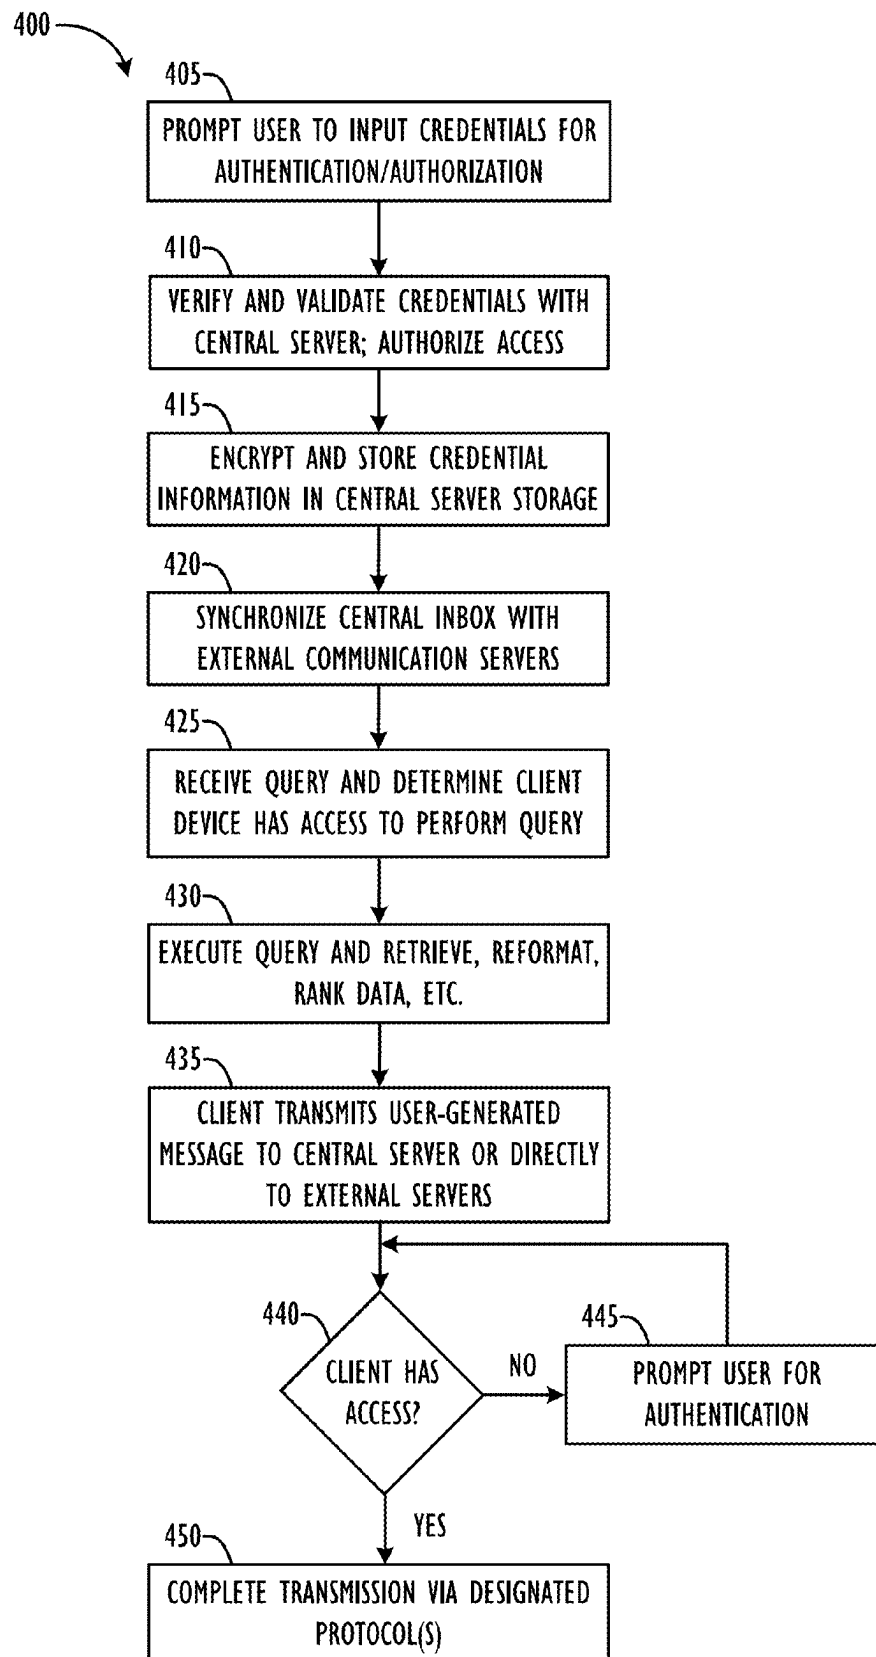 400
405
PROMPT USER TO INPUT CREDENTIALS FOR
AUTHENTICATION/AUTHORIZATION
410
VERIFY AND VALIDATE CREDENTIALS WITH
CENTRAL SERVER; AUTHORIZE ACCESS
415
ENCRYPT AND STORE CREDENTIAL
INFORMATION IN CENTRAL SERVER STORAGE
420
SYNCHRONIZE CENTRAL INBOX WITH
EXTERNAL COMMUNICATION SERVERS
425
RECEIVE QUERY AND DETERMINE CLIENT
DEVICE HAS ACCESS TO PERFORM QUERY
430
EXECUTE QUERY AND RETRIEVE, REFORMAT,
RANK DATA, ETC.
435
CLIENT TRANSMITS USER-GENERATED
MESSAGE TO CENTRAL SERVER OR DIRECTLY
TO EXTERNAL SERVERS
440
CLIENT HAS
ACCESS?
NO
445
PROMPT USER FOR
AUTHENTICATION
YES
450
COMPLETE TRANSMISSION VIA DESIGNATED
PROTOCOL(S)